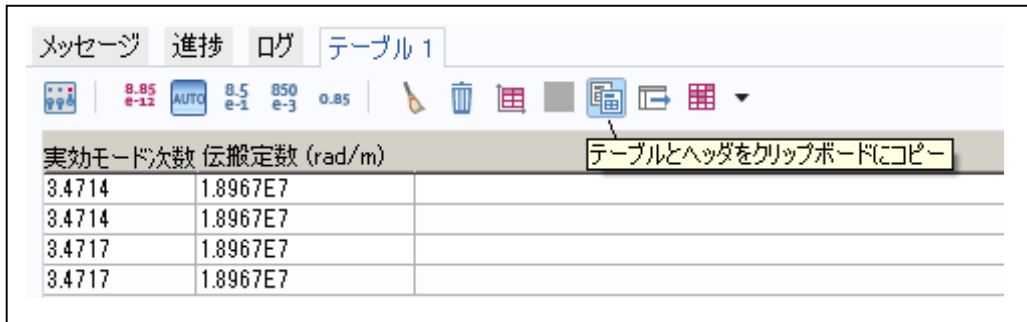 メッセージ 進捗 ログ テーブル 1
8.85 e-12 AUTO 8.5 e-1 850 e-3 0.85
実効モード次数 伝搬定数 (rad/m) テーブルとヘッダをクリップボードにコピー
3.4714 1.8967E7
3.4714 1.8967E7
3.4717 1.8967E7
3.4717 1.8967E7